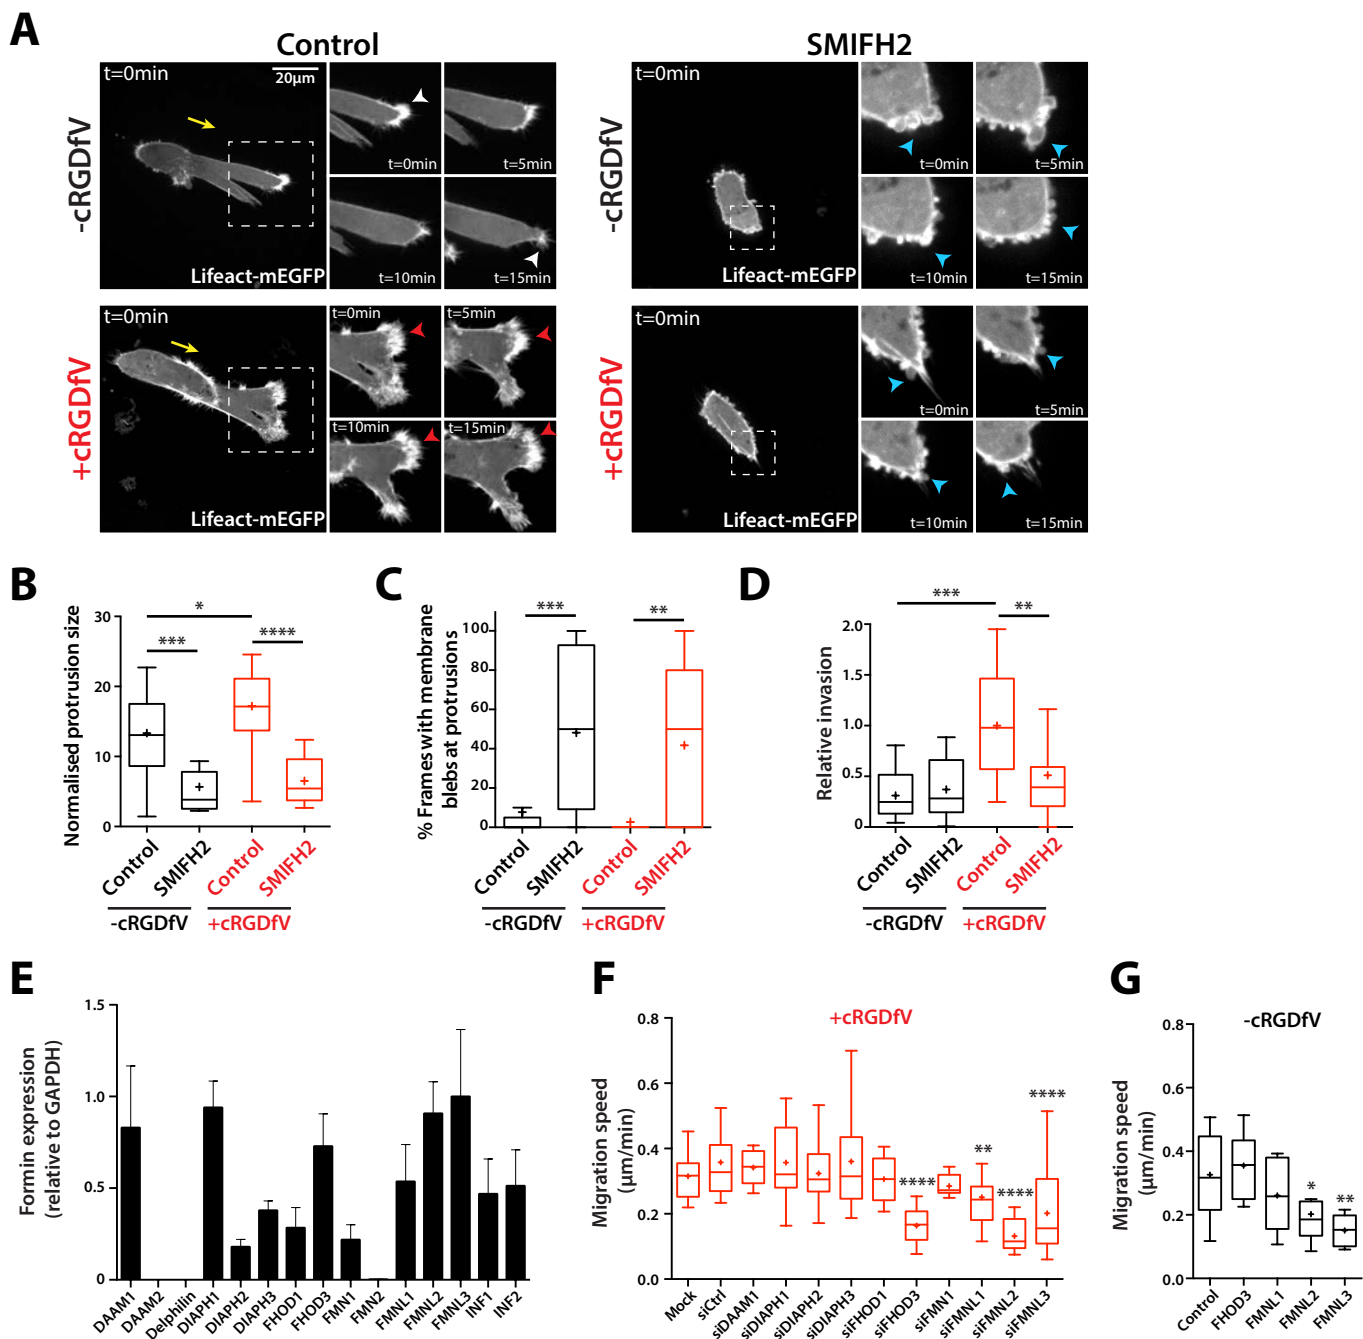 A
Control
SMIFH2
-cRGDfV
t=0min
20µm
Lifeact-mEGFP
t=0min
t=5min
t=10min
t=15min
t=0min
Lifeact-mEGFP
t=0min
t=5min
t=10min
t=15min
+cRGDfV
t=0min
Lifeact-mEGFP
t=0min
t=5min
t=10min
t=15min
-cRGDfV
+cRGDfV
t=0min
Lifeact-mEGFP
t=0min
t=5min
t=10min
t=15min
B
Normalised protrusion size
30
20
10
0
*
***
****
Control
SMIFH2
Control
SMIFH2
-cRGDfV
+cRGDfV
C
% Frames with membrane
blebs at protrusions
100
80
60
40
20
0
***
**
Control
SMIFH2
Control
SMIFH2
-cRGDfV
+cRGDfV
D
Relative invasion
2.0
1.5
1.0
0.5
0
***
**
Control
SMIFH2
Control
SMIFH2
-cRGDfV
+cRGDfV
E
Formin expression
(relative to GAPDH)
1.5
1.0
0.5
0
DAAM1
DAAM2
Delphilin
DIAPH1
DIAPH2
DIAPH3
FHOD1
FHOD3
FMN1
FMN2
FMNL1
FMNL2
FMNL3
INF1
INF2
F
+cRGDfV
Migration speed
(µm/min)
0.8
0.6
0.4
0.2
0.0
****
**
****
****
Mock
siCtrl
siDAAM1
siDIAPH1
siDIAPH2
siDIAPH3
siFHOD1
siFHOD3
siFMN1
siFMNL1
siFMNL2
siFMNL3
G
-cRGDfV
Migration speed
(µm/min)
0.8
0.6
0.4
0.2
0.0
*
**
Control
FHOD3
FMNL1
FMNL2
FMNL3